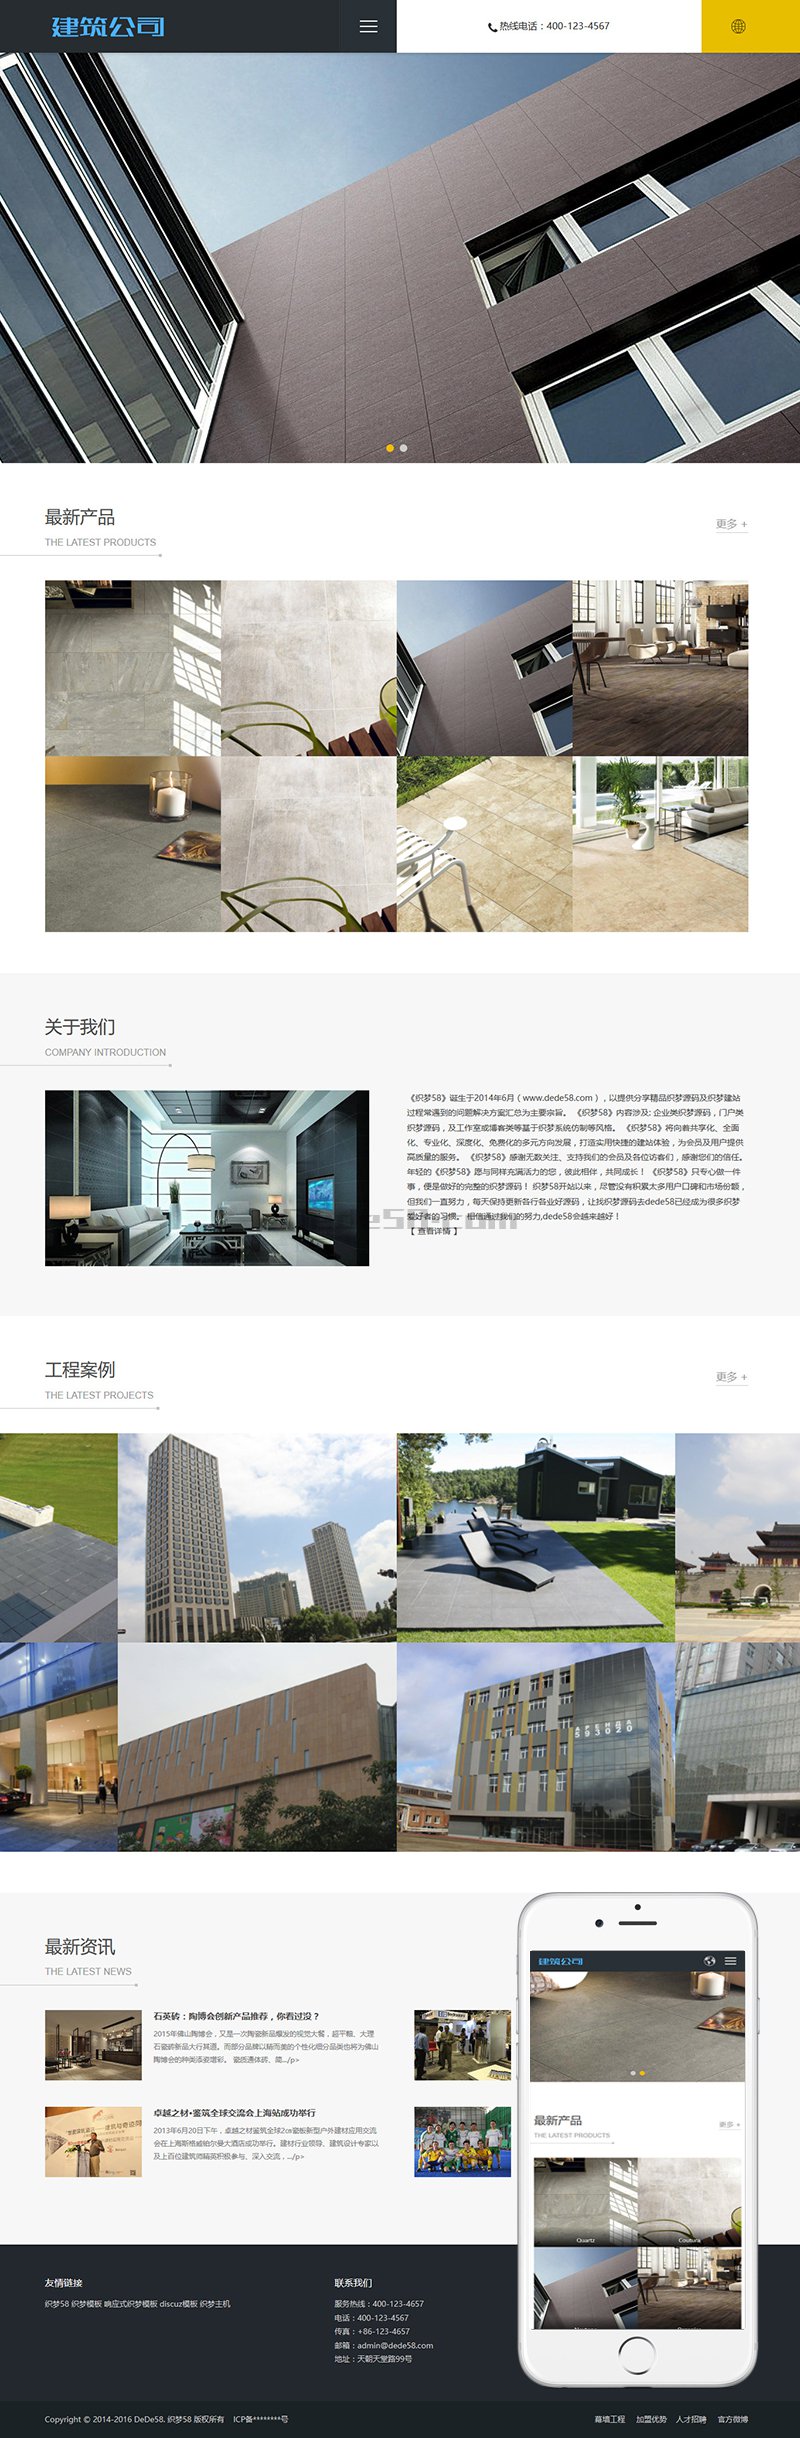 建筑公司
热线电话：400-123-4567
最新产品
THE LATEST PRODUCTS
更多 +
关于我们
COMPANY INTRODUCTION
《织梦58》诞生于2014年6月（www.dede58.com），以提供分享精品织梦源码及织梦建站
过程常遇到的问题解决方案汇总为主要宗旨。 《织梦58》内容涉及: 企业类织梦源码，门户类
织梦源码，及工作室或博客类等基于织梦系统仿制等风格。 《织梦58》将向着共享化、全面
化、专业化、深度化、免费化的多元方向发展，打造实用快捷的建站体验，为会员及用户提供
高质量的服务。 《织梦58》感谢无数关注、支持我们的会员及各位访客们，感谢您们的信任。
年轻的《织梦58》愿与同样充满活力的您，彼此相伴，共同成长！ 《织梦58》只专心做一件
事，便是做好的完整的织梦源码！ 织梦58开站以来，尽管没有积累太多用户口碑和市场份额，
但我们一直努力，每天保持更新各行各业好源码，让找织梦源码去dede58已经成为很多织梦
爱好者的习惯。 相信通过我们的努力,dede58会越来越好！
【 查看详情 】
工程案例
THE LATEST PROJECTS
更多 +
АРЕНДА
593020
最新资讯
THE LATEST NEWS
石英砖：陶博会创新产品推荐，你看过没？
2015年佛山陶博会，又是一次陶瓷新品爆发的视觉大餐，超平釉、大理
石瓷砖新品大行其道。而部分品牌以精而美的个性化细分品类也将为佛山
陶博会的种类添姿增彩。 瓷质通体砖、简.../p>
卓越之材•鉴筑全球交流会上海站成功举行
2013年6月20日下午，卓越之材鉴筑全球2㎝瓷板新型户外建材应用交流
会在上海斯格威铂尔曼大酒店成功举行。建材行业领导、建筑设计专家以
及上百位建筑师精英积极参与、深入交流，.../p>
建筑公司
最新产品
THE LATEST PRODUCTS
更多 +
Quartz
Coutura
友情链接
织梦58 织梦模板 响应式织梦模板 discuz模板 织梦主机
联系我们
服务热线：400-123-4657
电话：400-123-4567
传真：+86-123-4657
邮箱：admin@dede58.com
地址：天朝天堂路99号
Copyright © 2014-2016 DeDe58. 织梦58 版权所有 ICP备********号
幕墙工程 加盟优势 人才招聘 官方微博